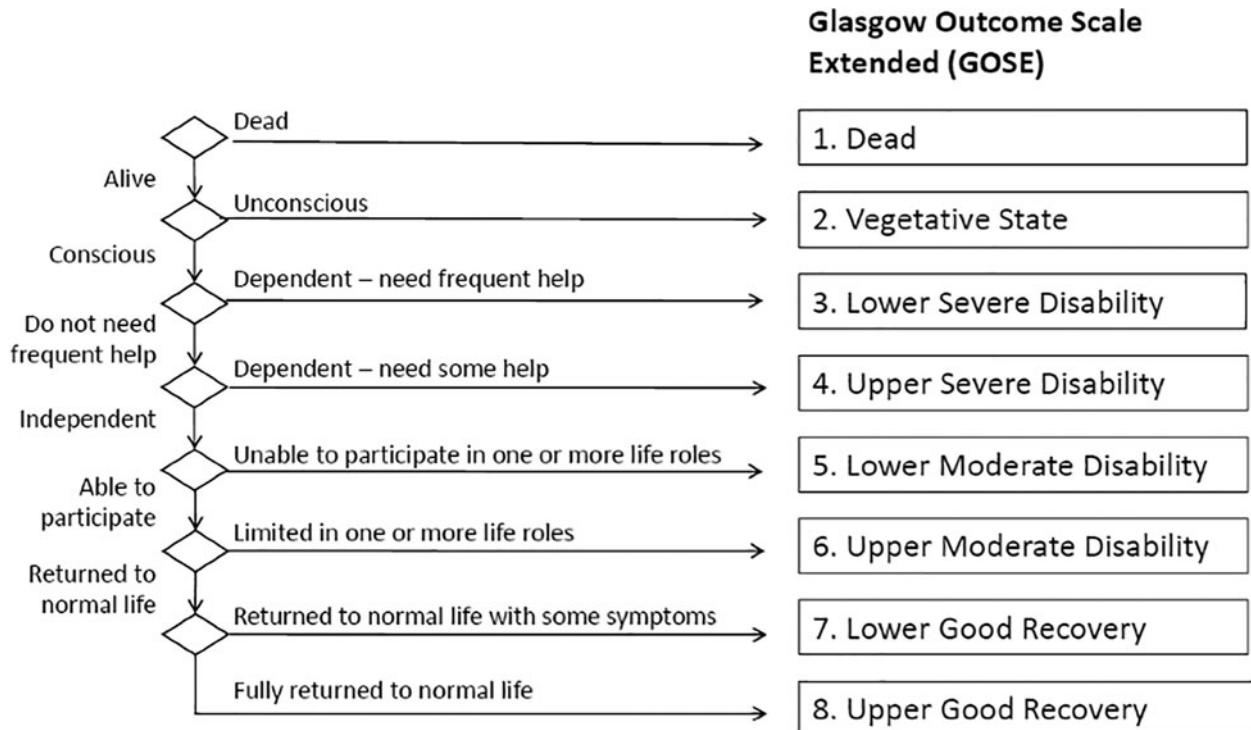 Glasgow Outcome Scale
Extended (GOSE)
Dead
1. Dead
Alive
Unconscious
2. Vegetative State
Conscious
Dependent – need frequent help
3. Lower Severe Disability
Do not need
frequent help
Dependent – need some help
4. Upper Severe Disability
Independent
Unable to participate in one or more life roles
5. Lower Moderate Disability
Able to
participate
Limited in one or more life roles
6. Upper Moderate Disability
Returned to
normal life
Returned to normal life with some symptoms
7. Lower Good Recovery
Fully returned to normal life
8. Upper Good Recovery